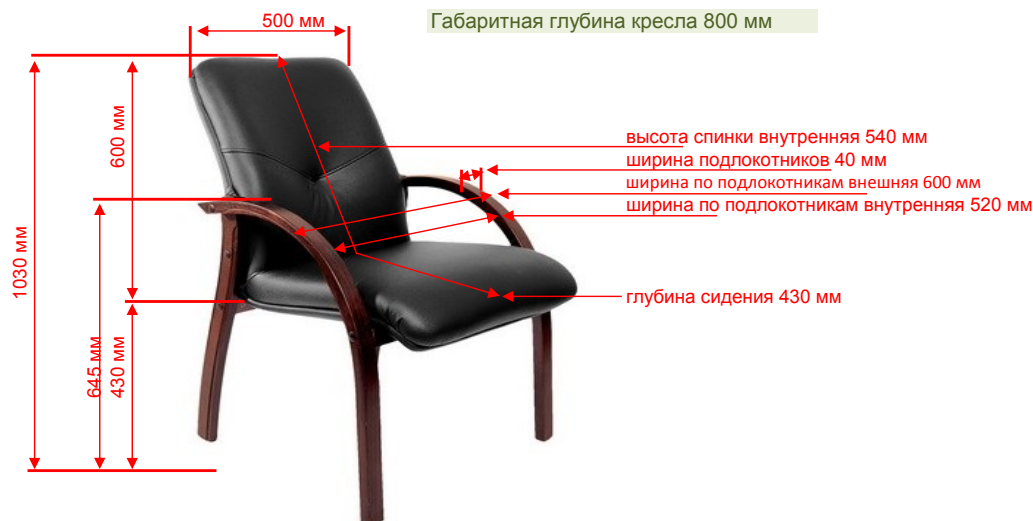 500 мм
Габаритная глубина кресла 800 мм
600 мм
высота спинки внутренняя 540 мм
ширина подлокотников 40 мм
ширина по подлокотникам внешняя 600 мм
ширина по подлокотникам внутренняя 520 мм
1030 мм
глубина сидения 430 мм
645 мм
430 мм